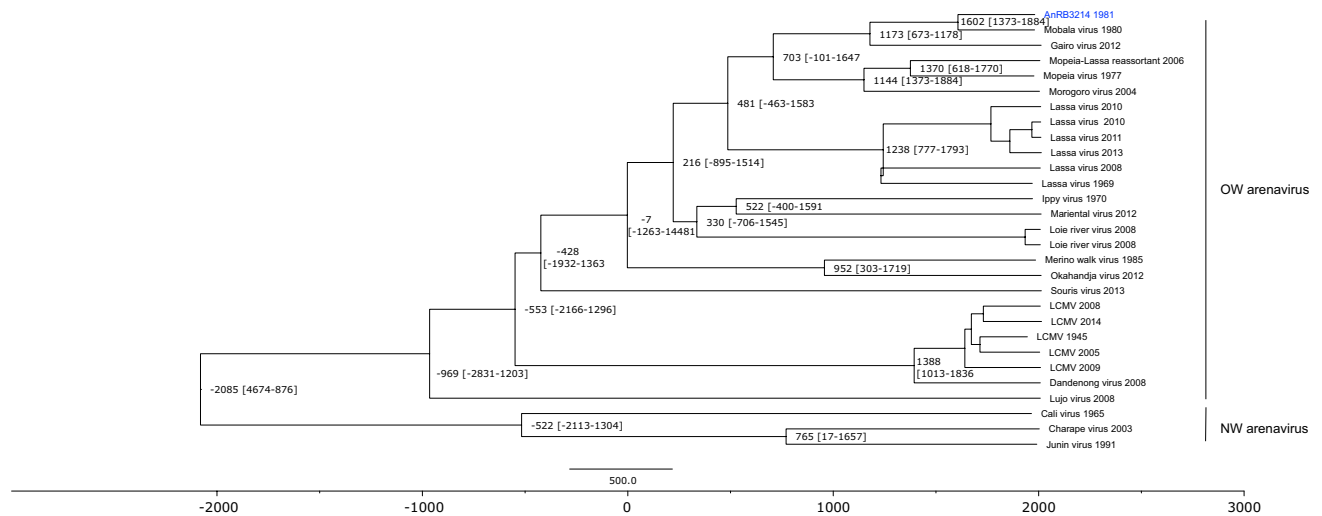 AnRB3214 1981
1602 [1373-1884]
Mobala virus 1980
1173 [673-1178]
Gairo virus 2012
703 [-101-1647
Mopeia-Lassa reassortant 2006
1370 [618-1770]
Mopeia virus 1977
1144 [1373-1884]
Morogoro virus 2004
481 [-463-1583
Lassa virus 2010
Lassa virus 2010
Lassa virus 2011
1238 [777-1793]
Lassa virus 2013
216 [-895-1514]
Lassa virus 2008
Lassa virus 1969
OW arenavirus
Ippy virus 1970
522 [-400-1591
Mariental virus 2012
-7
[-1263-14481
330 [-706-1545]
Loie river virus 2008
Loie river virus 2008
-428
[-1932-1363
Merino walk virus 1985
952 [303-1719]
Okahandja virus 2012
Souris virus 2013
-553 [-2166-1296]
LCMV 2008
LCMV 2014
LCMV 1945
LCMV 2005
1388
[1013-1836
LCMV 2009
-969 [-2831-1203]
Dandenong virus 2008
-2085 [4674-876]
Lujo virus 2008
Cali virus 1965
-522 [-2113-1304]
Charape virus 2003
NW arenavirus
765 [17-1657]
Junin virus 1991
500.0
-2000 -1000 0 1000 2000 3000